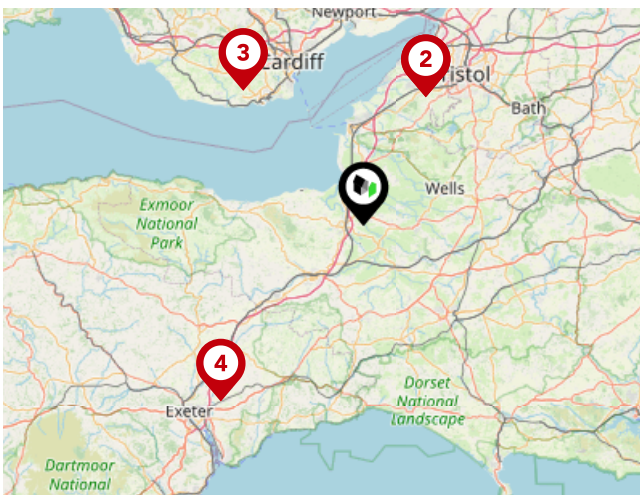 Newport
3
Cardiff
2
Bristol
Bath
Wells
Exmoor
National
Park
4
Exeter
Dorset
National
Landscape
Dartmoor
National